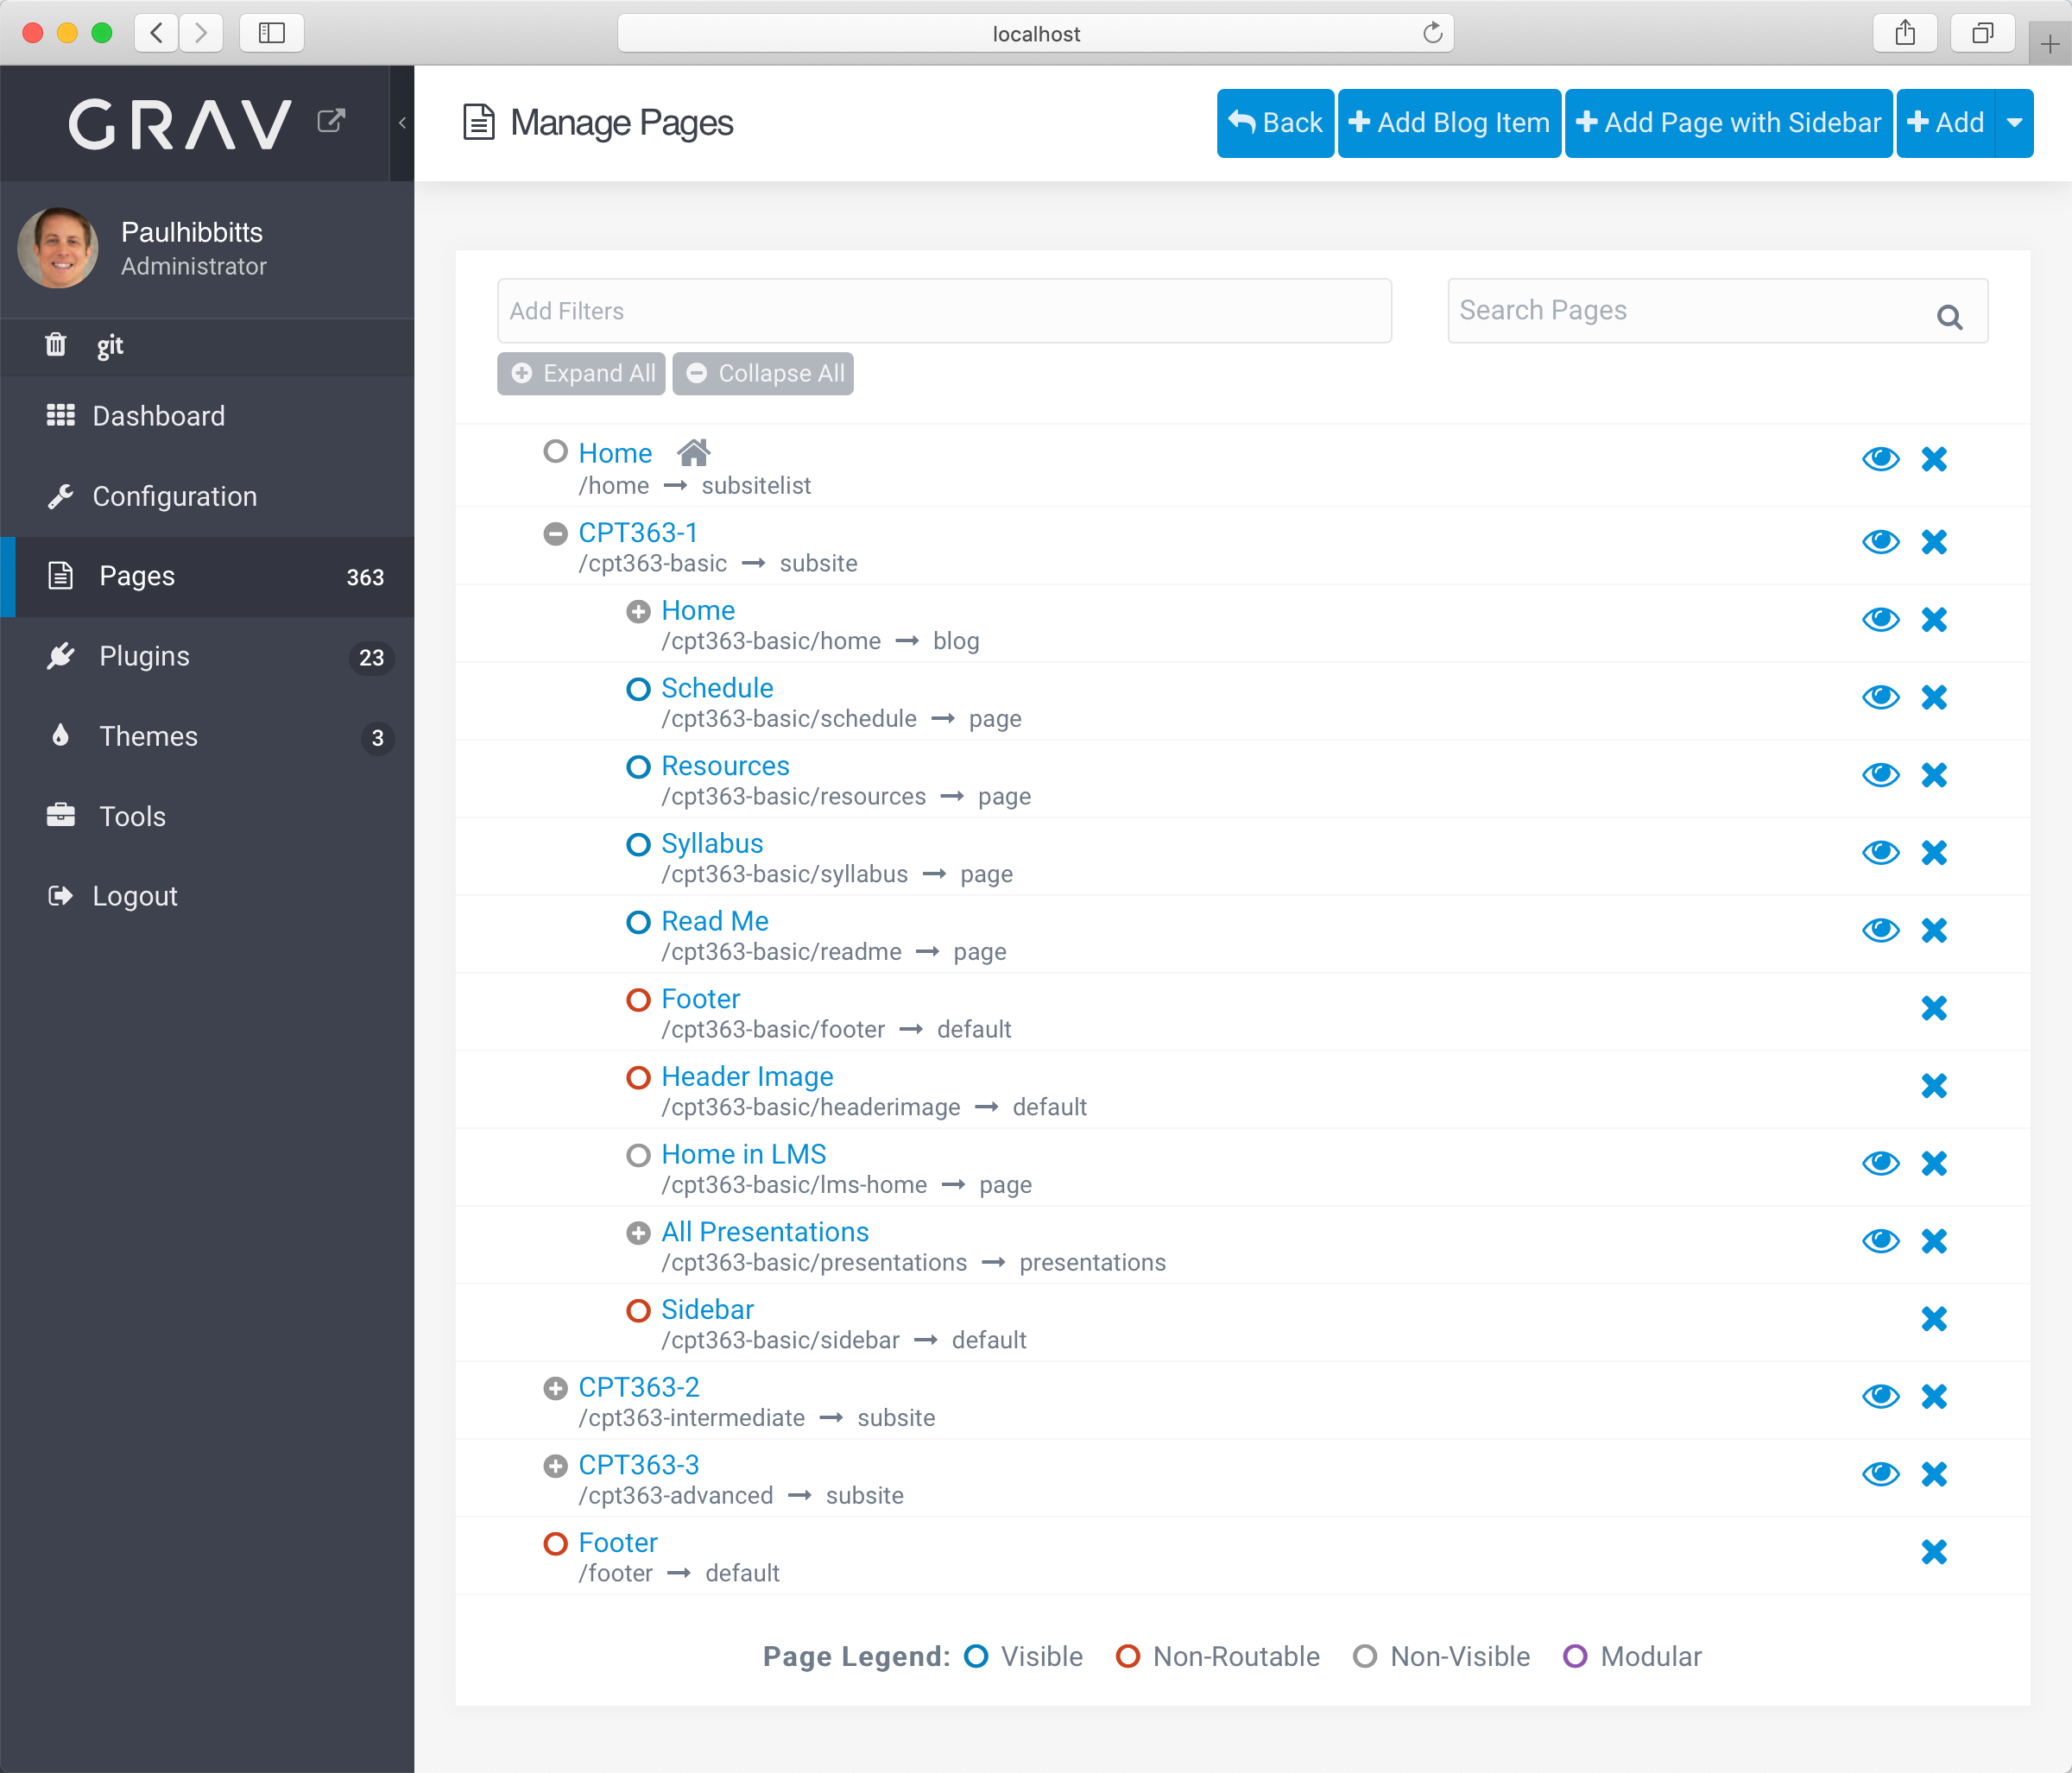 localhost
GRAV
Manage Pages
Back
Add Blog Item
Add Page with Sidebar
Add
Paulhibbitts
Administrator
git
Dashboard
Configuration
Pages 363
Plugins 23
Themes 3
Tools
Logout
Add Filters
Search Pages
Expand All
Collapse All
Home
/home → subsitelist
CPT363-1
/cpt363-basic → subsite
Home
/cpt363-basic/home → blog
Schedule
/cpt363-basic/schedule → page
Resources
/cpt363-basic/resources → page
Syllabus
/cpt363-basic/syllabus → page
Read Me
/cpt363-basic/readme → page
Footer
/cpt363-basic/footer → default
Header Image
/cpt363-basic/headerimage → default
Home in LMS
/cpt363-basic/lms-home → page
All Presentations
/cpt363-basic/presentations → presentations
Sidebar
/cpt363-basic/sidebar → default
CPT363-2
/cpt363-intermediate → subsite
CPT363-3
/cpt363-advanced → subsite
Footer
/footer → default
Page Legend: Visible Non-Routable Non-Visible Modular